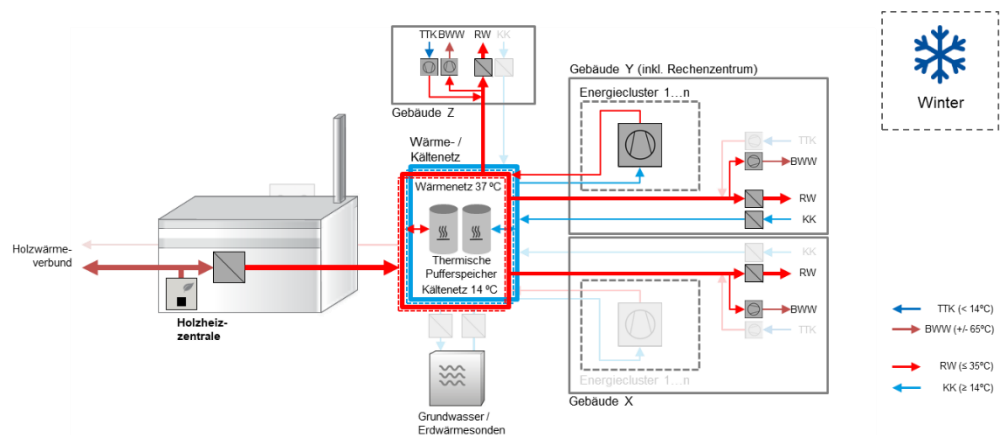 TTK BWW RW KK
Gebäude Z
Winter
Gebäude Y (inkl. Rechenzentrum)
Energiecluster 1…n
TTK
BWW
RW
KK
Wärme- /
Kältenetz
Wärmenetz 37 ºC
Thermische
Pufferspeicher
Kältenetz 14 ºC
Holzwärme-
verbund
Holzheiz-
zentrale
KK
RW
BWW
TTK
Energiecluster 1…n
Gebäude X
Grundwasser /
Erdwärmesonden
TTK (< 14ºC)
BWW (+/- 65ºC)
RW (≤ 35ºC)
KK (≥ 14ºC)